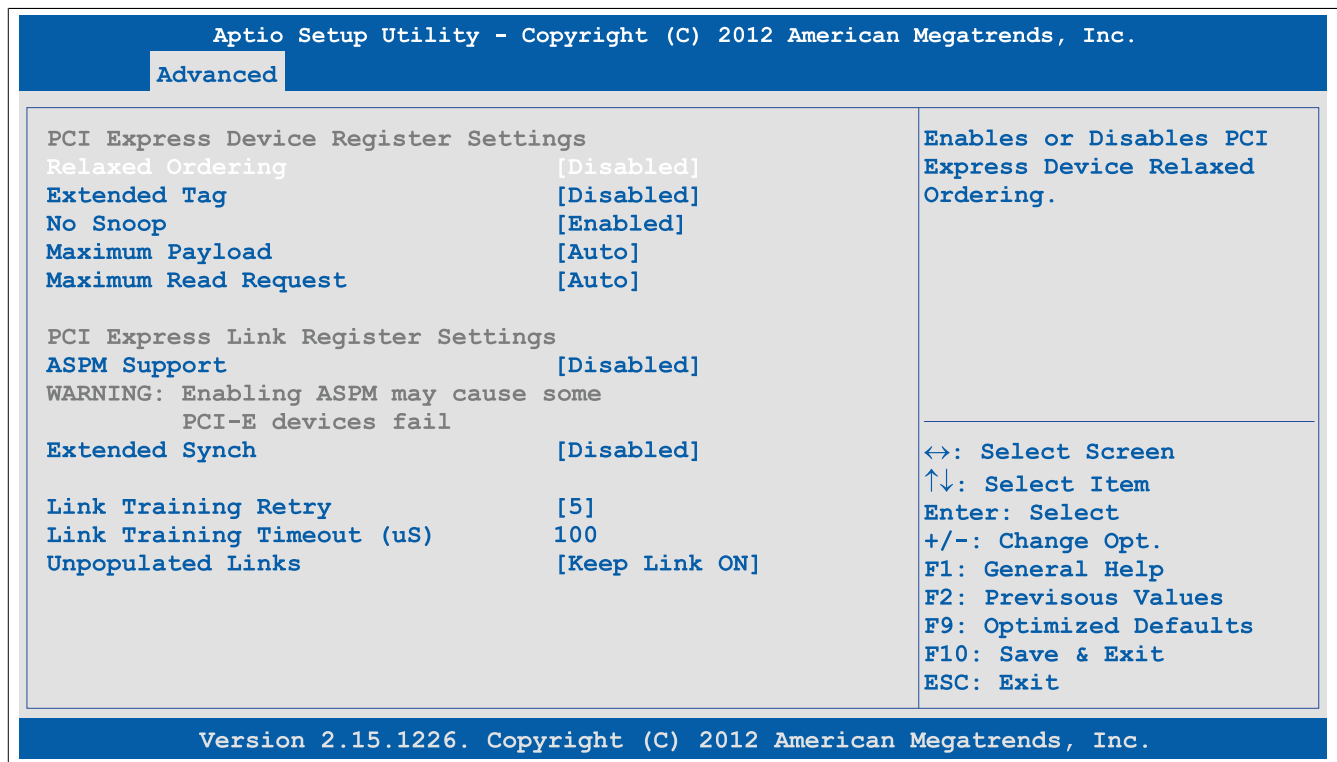 Aptio Setup Utility - Copyright (C) 2012 American Megatrends, Inc.
Advanced
PCI Express Device Register Settings
Relaxed Ordering [Disabled]
Extended Tag [Disabled]
No Snoop [Enabled]
Maximum Payload [Auto]
Maximum Read Request [Auto]
PCI Express Link Register Settings
ASPM Support [Disabled]
WARNING: Enabling ASPM may cause some
PCI-E devices fail
Extended Synch [Disabled]
Link Training Retry [5]
Link Training Timeout (uS) 100
Unpopulated Links [Keep Link ON]
Enables or Disables PCI
Express Device Relaxed
Ordering.
↔: Select Screen
↑↓: Select Item
Enter: Select
+/-: Change Opt.
F1: General Help
F2: Previsous Values
F9: Optimized Defaults
F10: Save & Exit
ESC: Exit
Version 2.15.1226. Copyright (C) 2012 American Megatrends, Inc.